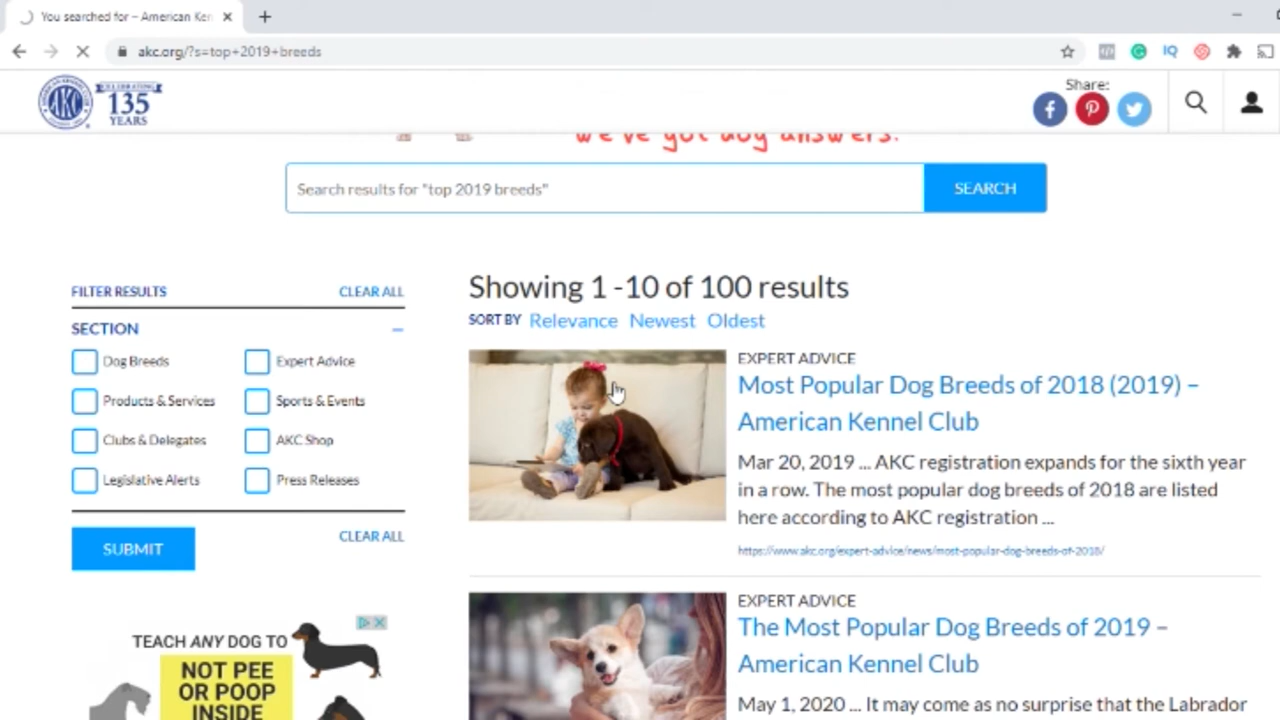 You searched for – American Ken
akc.org/?s=top+2019+breeds
AKC
CELEBRATING
135
YEARS
Share:
we've got dog answers.
Search results for "top 2019 breeds"
SEARCH
FILTER RESULTS
CLEAR ALL
SECTION
Dog Breeds
Expert Advice
Products & Services
Sports & Events
Clubs & Delegates
AKC Shop
Legislative Alerts
Press Releases
SUBMIT
CLEAR ALL
TEACH ANY DOG TO
NOT PEE
OR POOP
INSIDE
Showing 1 -10 of 100 results
SORT BY Relevance Newest Oldest
EXPERT ADVICE
Most Popular Dog Breeds of 2018 (2019) –
American Kennel Club
Mar 20, 2019 ... AKC registration expands for the sixth year
in a row. The most popular dog breeds of 2018 are listed
here according to AKC registration ...
https://www.akc.org/expert-advice/news/most-popular-dog-breeds-of-2018/
EXPERT ADVICE
The Most Popular Dog Breeds of 2019 –
American Kennel Club
May 1, 2020 ... It may come as no surprise that the Labrador